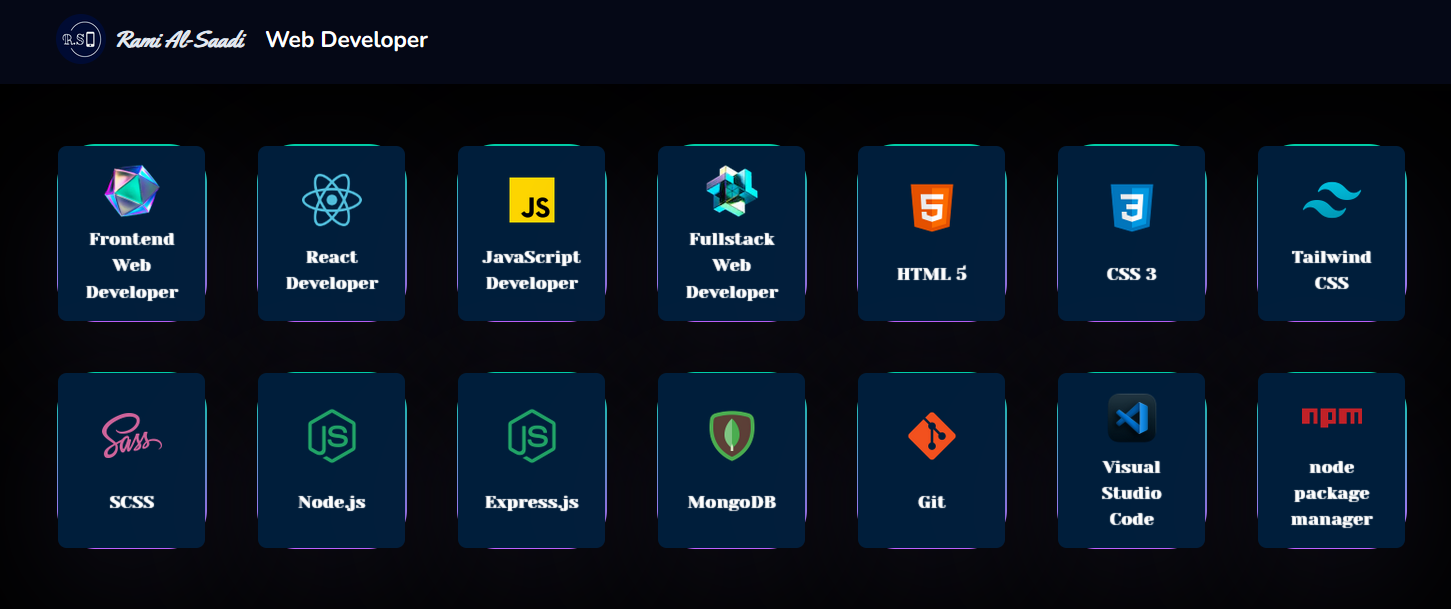 R.S Rami Al-Saadi Web Developer
JS
5
3
Frontend
Web
Developer
React
Developer
JavaScript
Developer
Fullstack
Web
Developer
HTML 5
CSS 3
Tailwind
CSS
Sass
JS
JS
npm
SCSS
Node.js
Express.js
MongoDB
Git
Visual
Studio
Code
node
package
manager